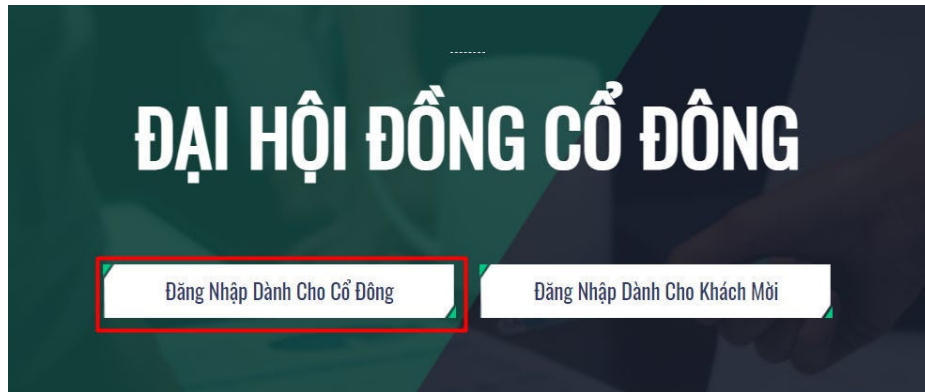 --------
ĐẠI HỘI ĐỒNG CỔ ĐÔNG
Đăng Nhập Dành Cho Cổ Đông
Đăng Nhập Dành Cho Khách Mời